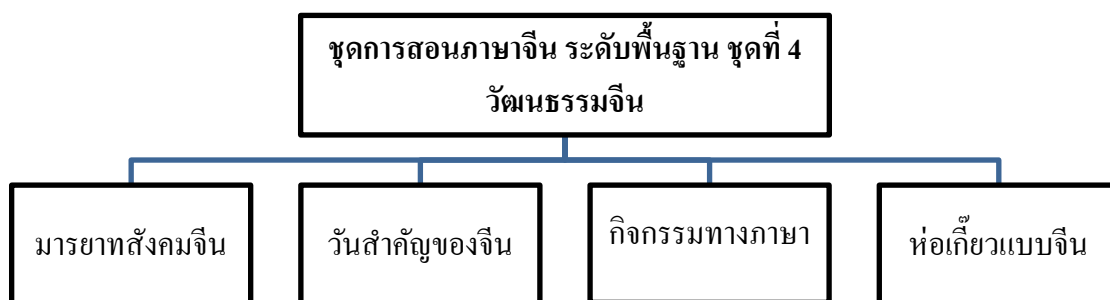 ชุดการสอนภาษาจีน ระดับพื้นฐาน ชุดที่ 4
วัฒนธรรมจีน
มารยาทสังคมจีน
วันสำคัญของจีน
กิจกรรมทางภาษา
ห่อเกี๊ยวแบบจีน